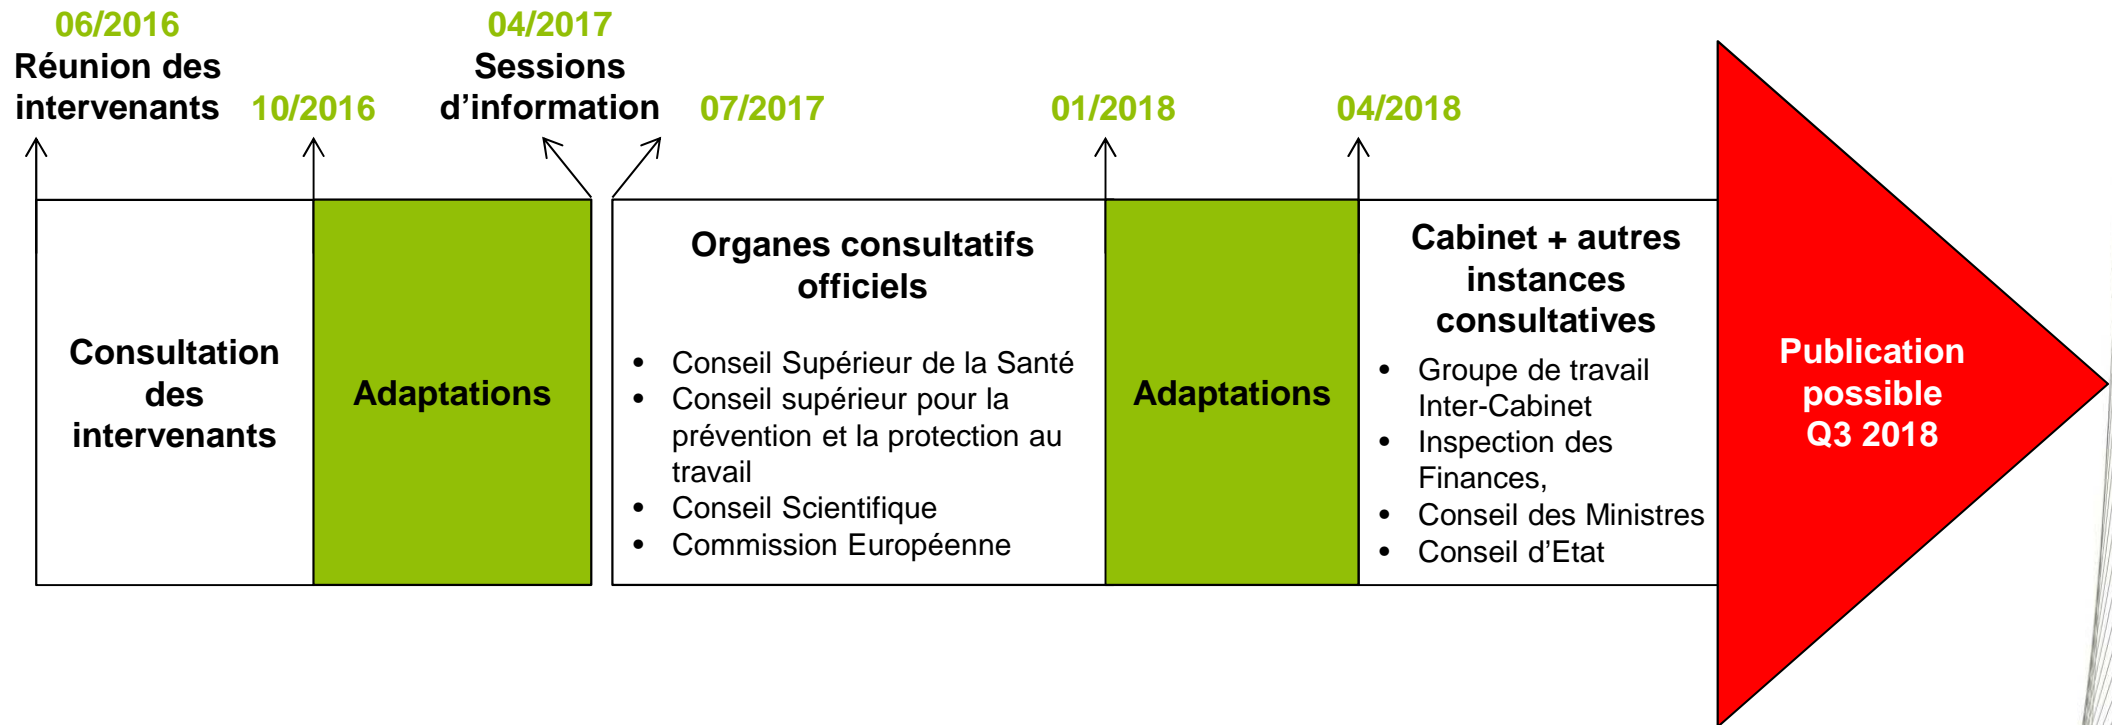 06/2016
Réunion des
intervenants
10/2016
04/2017
Sessions
d’information
07/2017
01/2018
04/2018
Consultation
des
intervenants
Adaptations
Organes consultatifs
officiels
• Conseil Supérieur de la Santé
• Conseil supérieur pour la
prévention et la protection au
travail
• Conseil Scientifique
• Commission Européenne
Adaptations
Cabinet + autres
instances
consultatives
• Groupe de travail
Inter-Cabinet
• Inspection des
Finances,
• Conseil des Ministres
• Conseil d’Etat
Publication
possible
Q3 2018